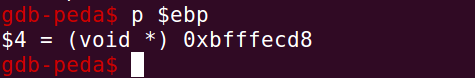 gdb-peda$ p $ebp
$4 = (void *) 0xbfffecd8
gdb-peda$